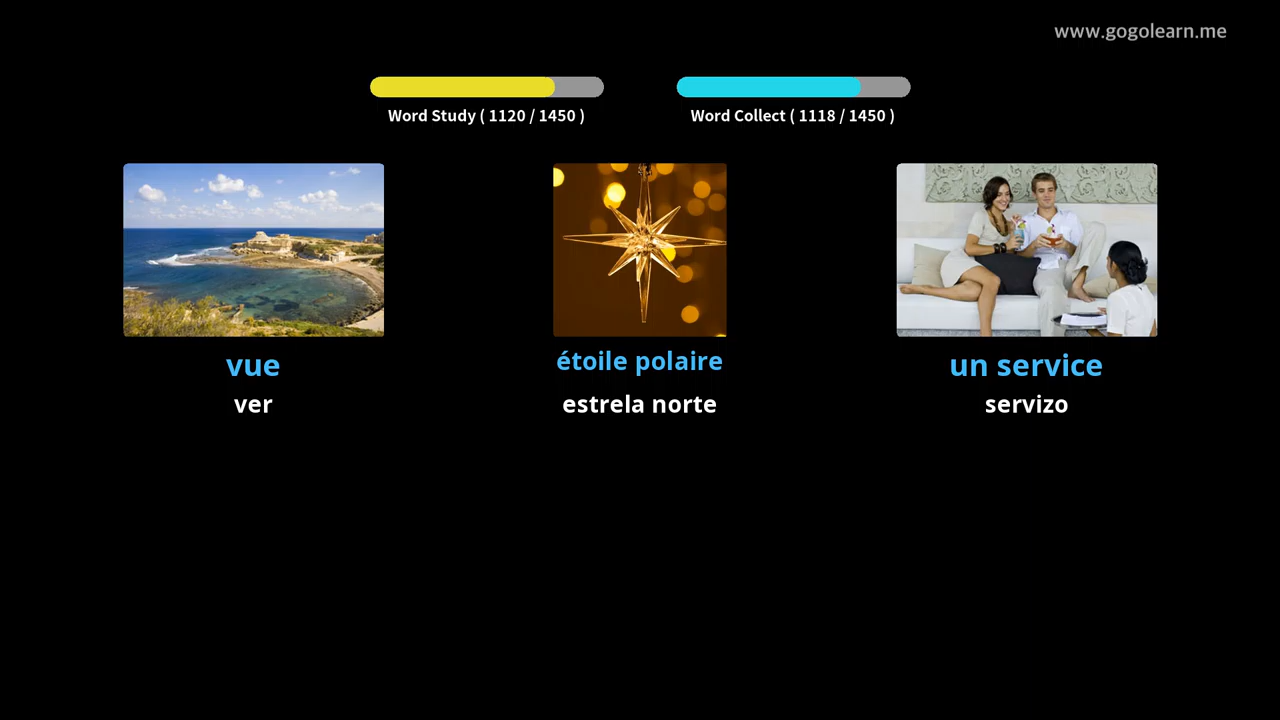 www.gogolearn.me
Word Study ( 1120 / 1450 )
Word Collect ( 1118 / 1450 )
vue
ver
étoile polaire
estrela norte
un service
servizo